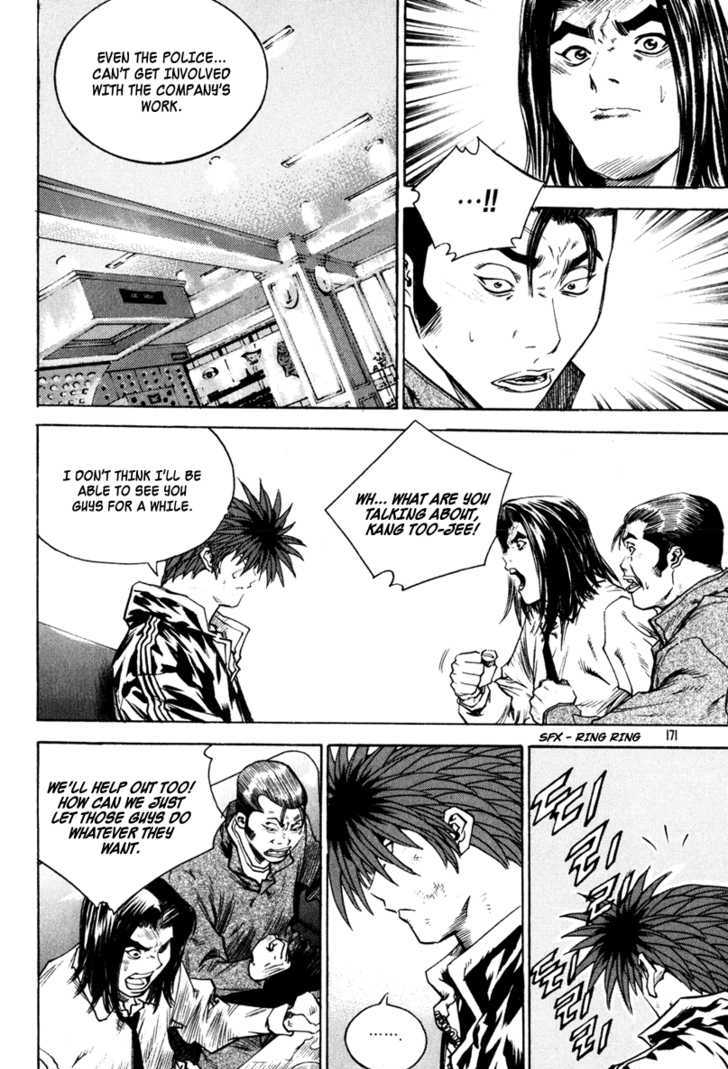 EVEN THE POLICE...
CAN'T GET INVOLVED
WITH THE COMPANY'S
WORK.
...!!
I DON'T THINK I'LL BE
ABLE TO SEE YOU
GUYS FOR A WHILE.
WH... WHAT ARE YOU
TALKING ABOUT,
KANG TOO-JEE!
SFX - RING RING
171
WE'LL HELP OUT TOO!
HOW CAN WE JUST
LET THOSE GUYS DO
WHATEVER THEY
WANT.
......